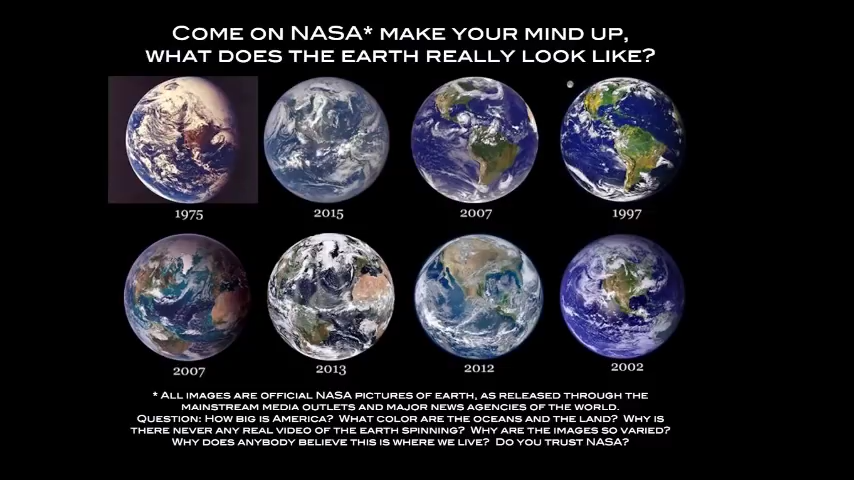 Come on NASA* make your mind up,
what does the earth really look like?
1975
2015
2007
1997
2007
2013
2012
2002
* All images are official NASA pictures of earth, as released through the
mainstream media outlets and major news agencies of the world.
Question: How big is America? What color are the oceans and the land? Why is
there never any real video of the earth spinning? Why are the images so varied?
Why does anybody believe this is where we live? Do you trust NASA?